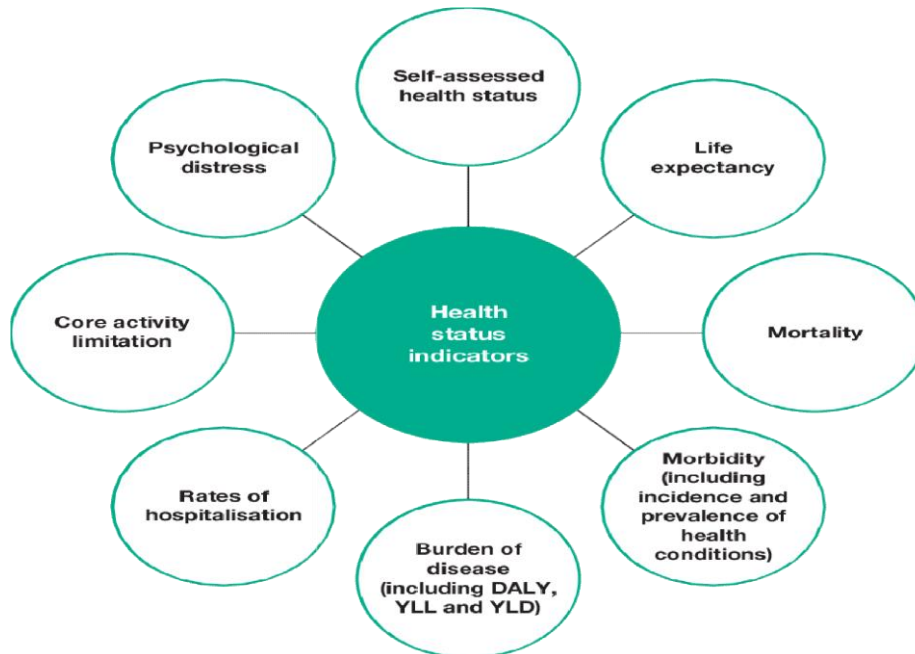 Self-assessed
health status
Life
expectancy
Mortality
Morbidity
(including
incidence and
prevalence of
health
conditions)
Burden of
disease
(including DALY,
YLL and YLD)
Rates of
hospitalisation
Core activity
limitation
Psychological
distress
Health
status
indicators